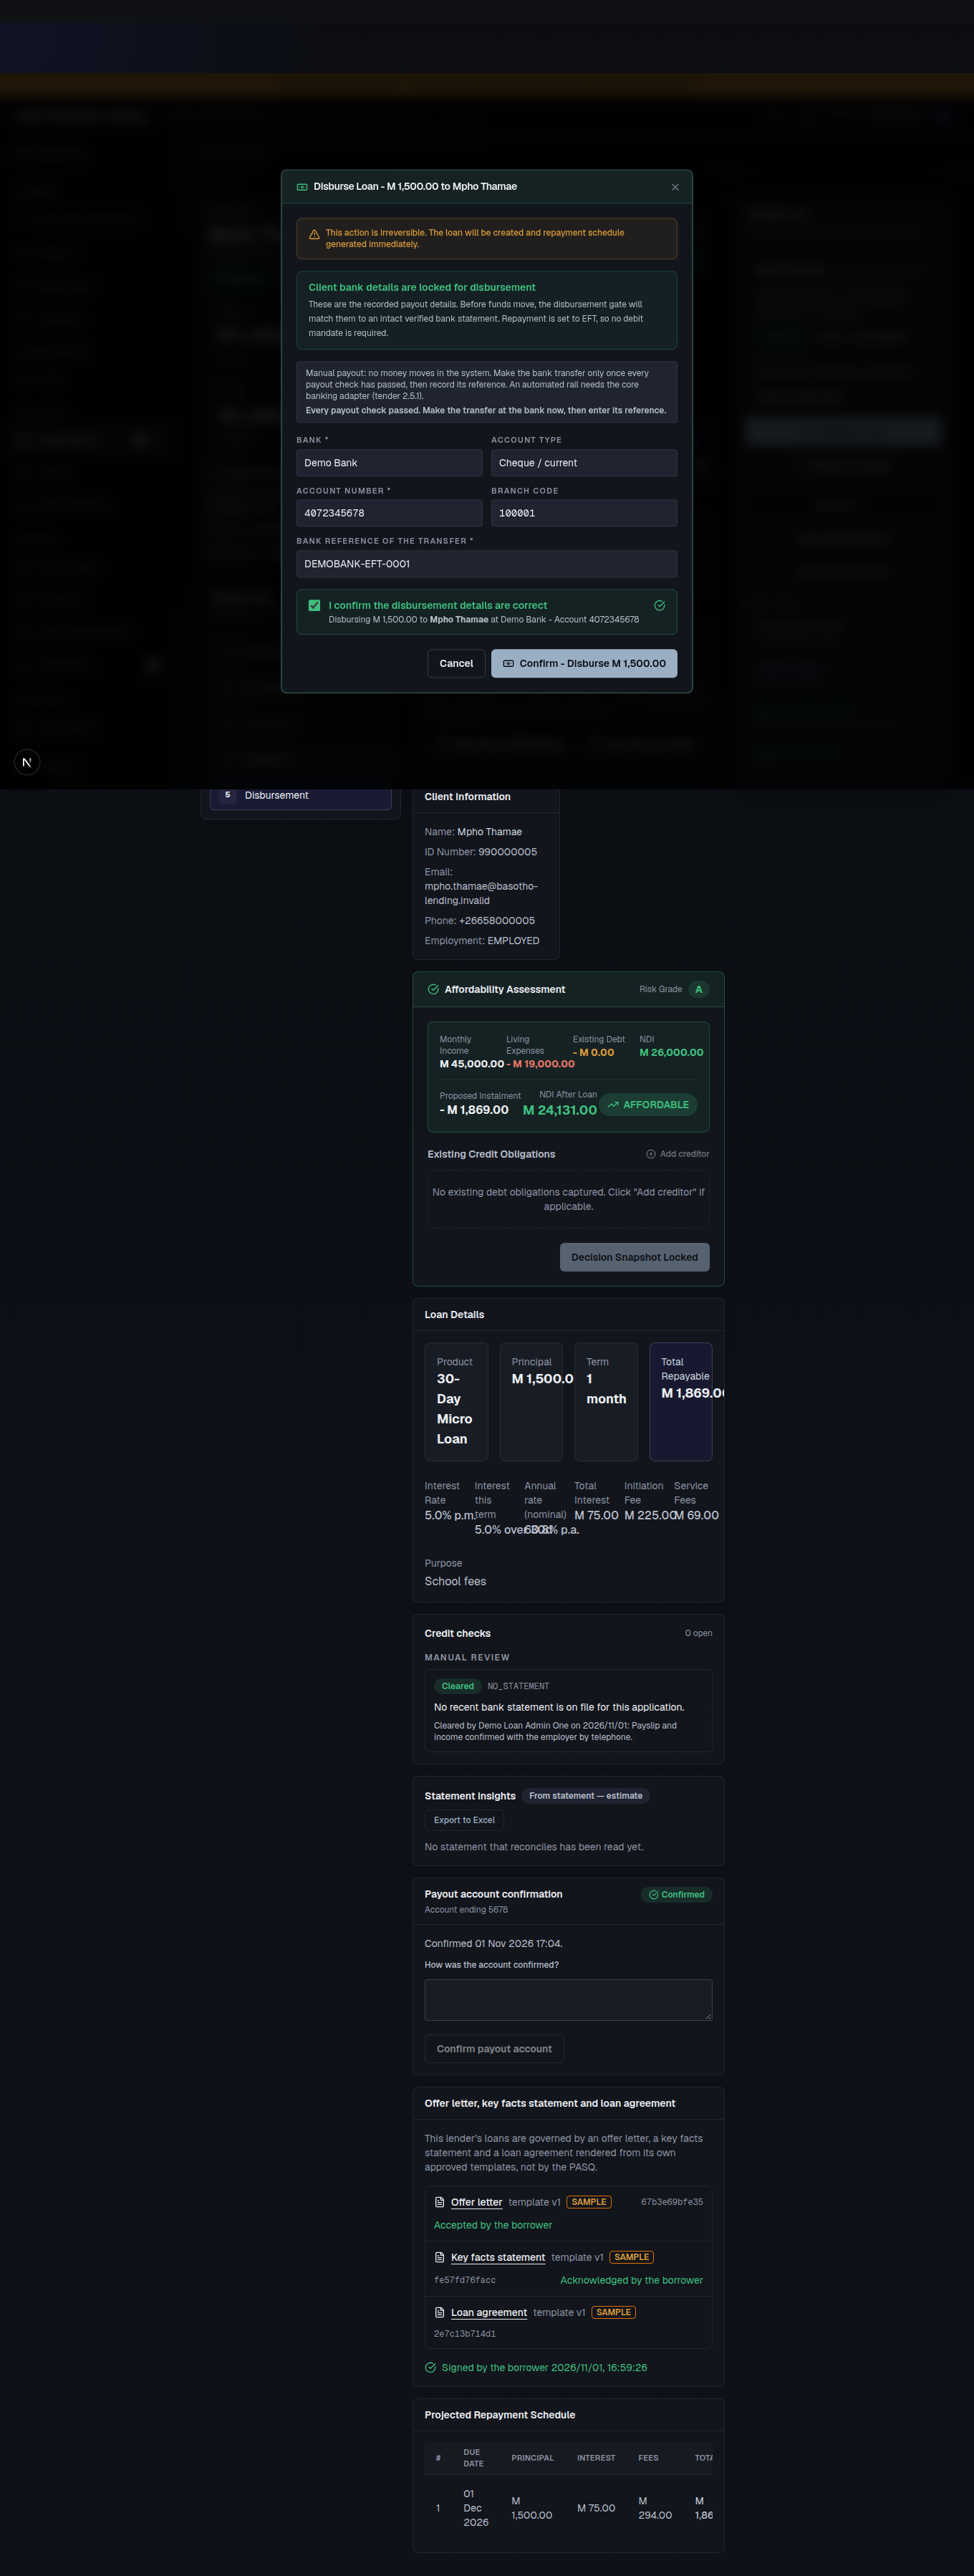 Disburse Loan - M 1,500.00 to Mpho Thamae
This action is irreversible. The loan will be created and repayment schedule
generated immediately.
Client bank details are locked for disbursement
These are the recorded payout details. Before funds move, the disbursement gate will
match them to an intact verified bank statement. Repayment is set to EFT, so no debit
mandate is required.
Manual payout: no money moves in the system. Make the bank transfer only once every
payout check has passed, then record its reference. An automated rail needs the core
banking adapter (tender 2.5.1).
Every payout check passed. Make the transfer at the bank now, then enter its reference.
BANK *
ACCOUNT TYPE
Demo Bank
Cheque / current
ACCOUNT NUMBER *
BRANCH CODE
4072345678
100001
BANK REFERENCE OF THE TRANSFER *
DEMOBANK-EFT-0001
I confirm the disbursement details are correct
Disbursing M 1,500.00 to Mpho Thamae at Demo Bank - Account 4072345678
Cancel
Confirm - Disburse M 1,500.00
N
5
Disbursement
Client Information
Name: Mpho Thamae
ID Number: 990000005
Email:
mpho.thamae@basotho-
lending.invalid
Phone: +26658000005
Employment: EMPLOYED
Affordability Assessment
Risk Grade
A
Monthly
Income
M 45,000.00
Living
Expenses
- M 19,000.00
Existing Debt
- M 0.00
NDI
M 26,000.00
Proposed Instalment
- M 1,869.00
NDI After Loan
M 24,131.00
AFFORDABLE
Existing Credit Obligations
Add creditor
No existing debt obligations captured. Click "Add creditor" if
applicable.
Decision Snapshot Locked
Loan Details
Product
30-
Day
Micro
Loan
Principal
M 1,500.0
Term
1
month
Total
Repayable
M 1,869.00
Interest
Rate
5.0% p.m.
Interest
this
term
5.0% over 30d
Annual
rate
(nominal)
60.8% p.a.
Total
Interest
M 75.00
Initiation
Fee
M 225.00
Service
Fees
M 69.00
Purpose
School fees
Credit checks
0 open
MANUAL REVIEW
Cleared
NO_STATEMENT
No recent bank statement is on file for this application.
Cleared by Demo Loan Admin One on 2026/11/01: Payslip and
income confirmed with the employer by telephone.
Statement Insights
From statement — estimate
Export to Excel
No statement that reconciles has been read yet.
Payout account confirmation
Confirmed
Account ending 5678
Confirmed 01 Nov 2026 17:04.
How was the account confirmed?
Confirm payout account
Offer letter, key facts statement and loan agreement
This lender's loans are governed by an offer letter, a key facts
statement and a loan agreement rendered from its own
approved templates, not by the PASQ.
Offer letter template v1 SAMPLE 67b3e69bfe35
Accepted by the borrower
Key facts statement template v1 SAMPLE
fe57fd76facc Acknowledged by the borrower
Loan agreement template v1 SAMPLE
2e7c13b714d1
Signed by the borrower 2026/11/01, 16:59:26
Projected Repayment Schedule
#
DUE
DATE
PRINCIPAL
INTEREST
FEES
TOTA
1
01
Dec
2026
M
1,500.00
M 75.00
M
294.00
M
1,86